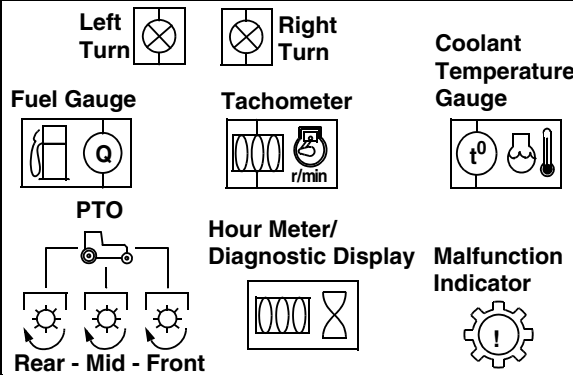 Left
Turn
Right
Turn
Coolant
Temperature
Gauge
Fuel Gauge
Tachometer
Q
r/min
t⁰
PTO
Hour Meter/
Diagnostic Display
Malfunction
Indicator
!
Rear - Mid - Front